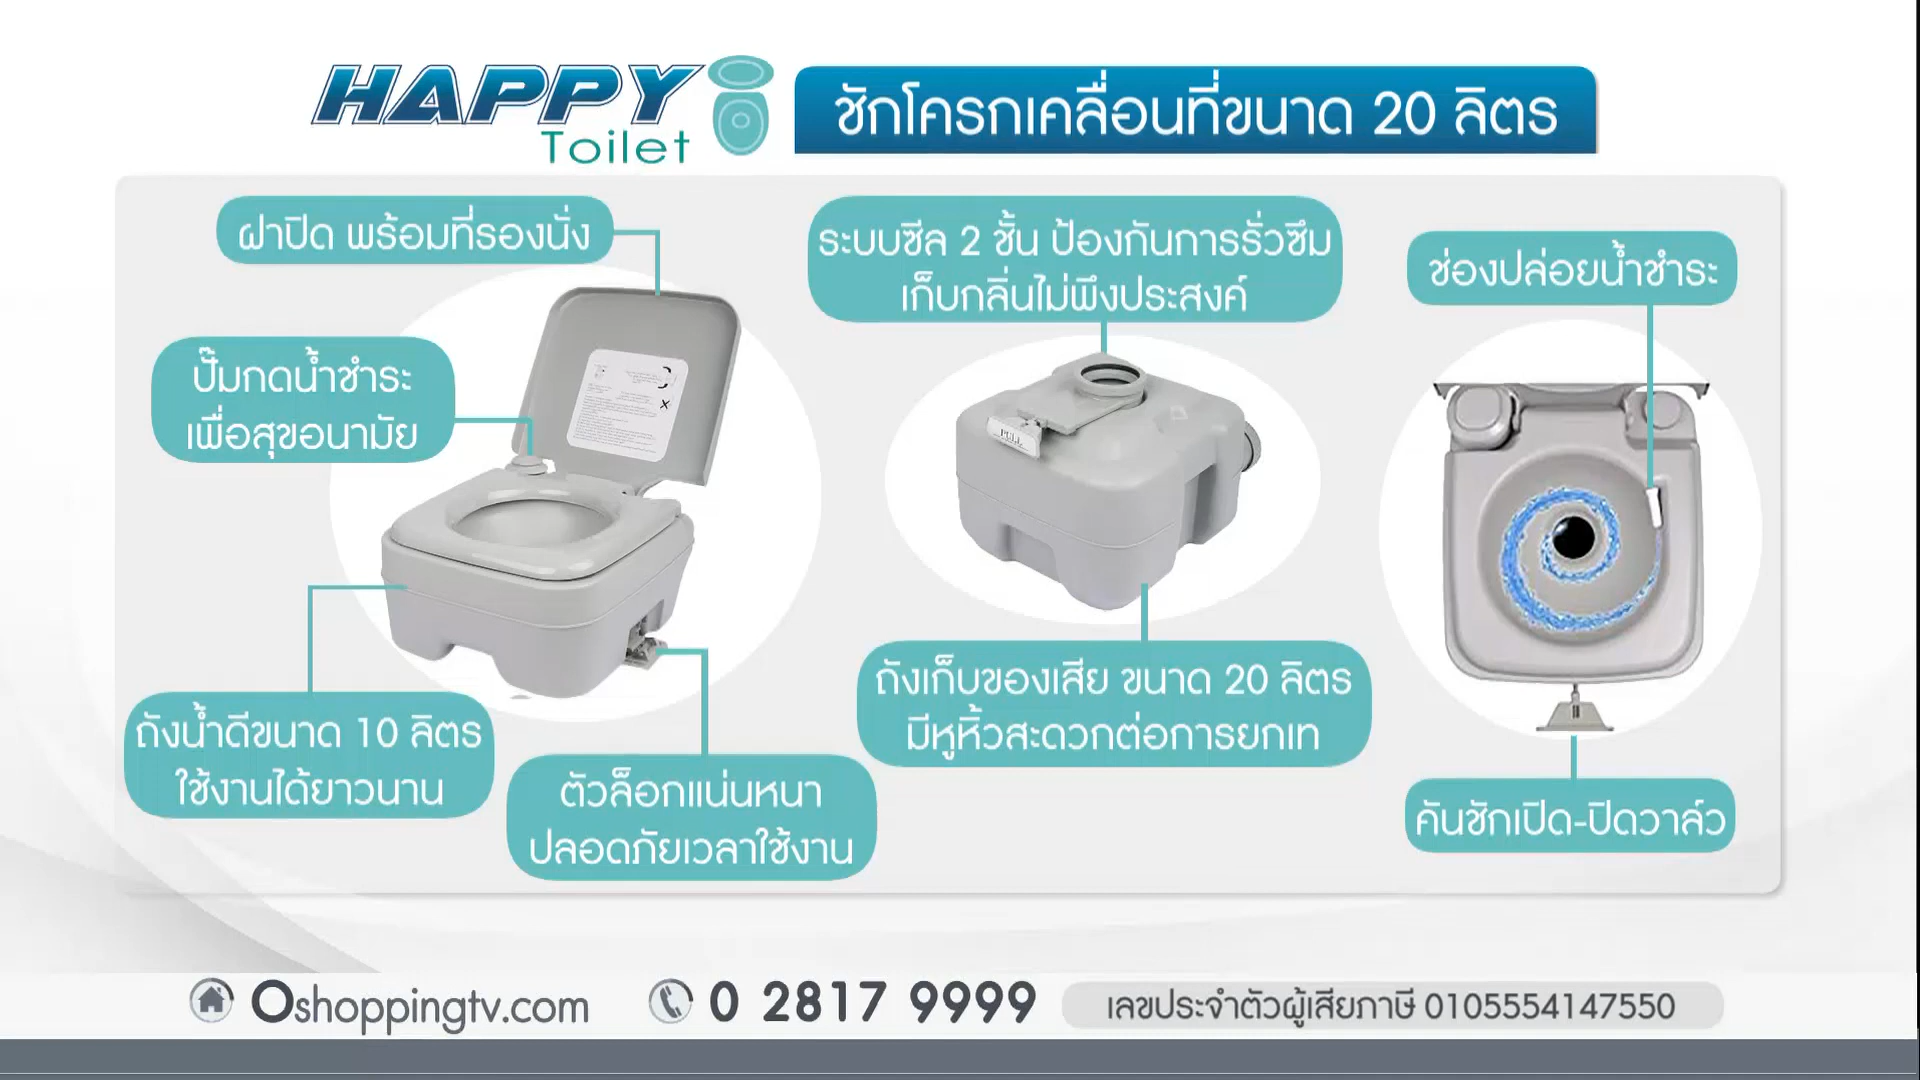 HAPPY
Toilet
ชักโครกเคลื่อนที่ขนาด 20 ลิตร
ฝาปิด พร้อมที่รองนั่ง
ปั๊มกดน้ำชำระ
เพื่อสุขอนามัย
ถังน้ำดีขนาด 10 ลิตร
ใช้งานได้ยาวนาน
ตัวล็อกแน่นหนา
ปลอดภัยเวลาใช้งาน
ระบบซีล 2 ชั้น ป้องกันการรั่วซึม
เก็บกลิ่นไม่พึงประสงค์
PULL
ถังเก็บของเสีย ขนาด 20 ลิตร
มีหูหิ้วสะดวกต่อการยกเท
ช่องปล่อยน้ำชำระ
คันชักเปิด-ปิดวาล์ว
Oshoppingtv.com
0 2817 9999
เลขประจำตัวผู้เสียภาษี 0105554147550